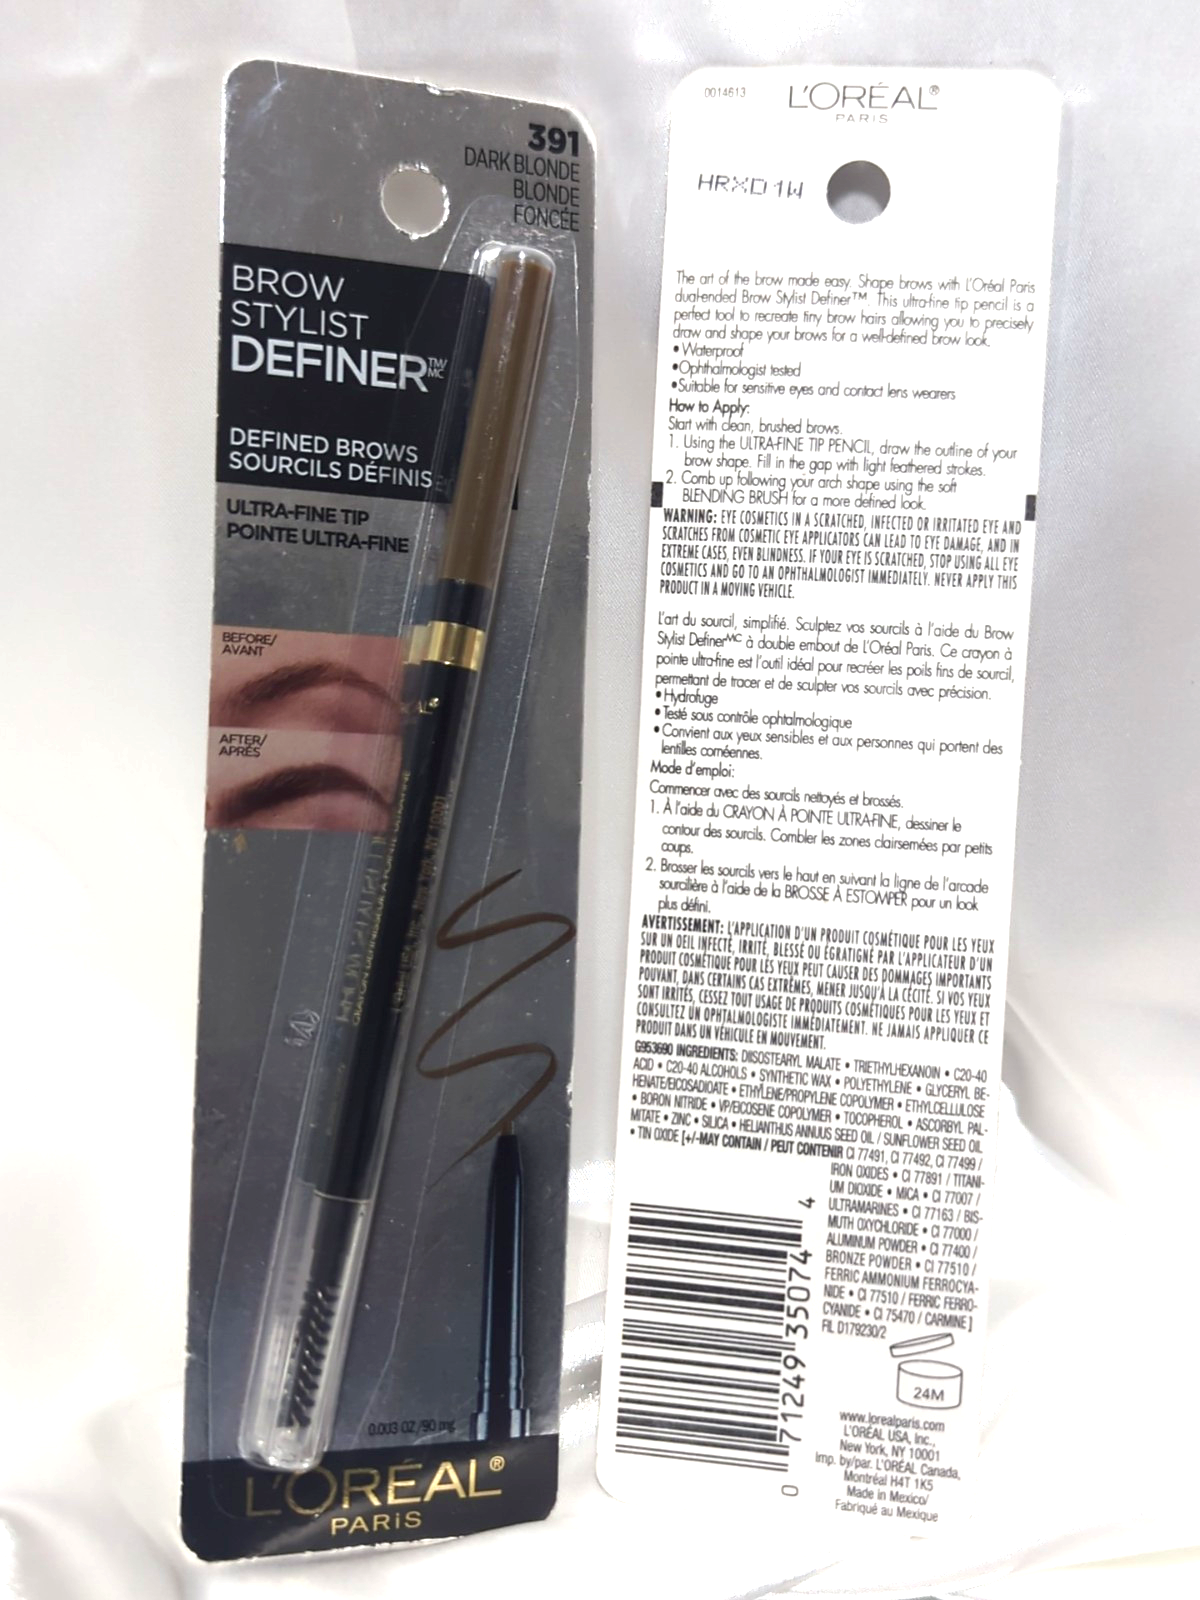 391
DARK BLONDE
BLONDE
FONCÉE
BROW
STYLIST
DEFINER™/MC
DEFINED BROWS
SOURCILS DÉFINIS
ULTRA-FINE TIP
POINTE ULTRA-FINE
BEFORE/
AVANT
AFTER/
APRÈS
0.003 OZ/90 mg
L'ORÉAL®
PARIS
0014613
L'ORÉAL®
PARIS
HRXD 1W
The art of the brow made easy. Shape brows with L'Oréal Paris
dual-ended Brow Stylist Definer™. This ultra-fine tip pencil is a
perfect tool to recreate tiny brow hairs allowing you to precisely
draw and shape your brows for a well-defined brow look.
•Waterproof
•Ophthalmologist tested
•Suitable for sensitive eyes and contact lens wearers
How to Apply:
Start with clean, brushed brows.
1. Using the ULTRA-FINE TIP PENCIL, draw the outline of your
brow shape. Fill in the gap with light feathered strokes.
2. Comb up following your arch shape using the soft
BLENDING BRUSH for a more defined look.
WARNING: EYE COSMETICS IN A SCRATCHED, INFECTED OR IRRITATED EYE AND
SCRATCHES FROM COSMETIC EYE APPLICATORS CAN LEAD TO EYE DAMAGE, AND IN
EXTREME CASES, EVEN BLINDNESS. IF YOUR EYE IS SCRATCHED, STOP USING ALL EYE
COSMETICS AND GO TO AN OPHTHALMOLOGIST IMMEDIATELY. NEVER APPLY THIS
PRODUCT IN A MOVING VEHICLE.
L'art du sourcil, simplifié. Sculptez vos sourcils à l'aide du Brow
Stylist DefinerMC à double embout de L'Oréal Paris. Ce crayon à
pointe ultra-fine est l'outil idéal pour recréer les poils fins de sourcil,
permettant de tracer et de sculpter vos sourcils avec précision.
•Hydrofuge
•Testé sous contrôle ophtalmologique
•Convient aux yeux sensibles et aux personnes qui portent des
lentilles cornéennes.
Mode d'emploi:
Commencer avec des sourcils nettoyés et brossés.
1. À l'aide du CRAYON À POINTE ULTRA-FINE, dessiner le
contour des sourcils. Combler les zones clairsemées par petits
coups.
2. Brosser les sourcils vers le haut en suivant la ligne de l'arcade
sourcilière à l'aide de la BROSSE À ESTOMPER pour un look
plus défini.
AVERTISSEMENT: L'APPLICATION D'UN PRODUIT COSMÉTIQUE POUR LES YEUX
SUR UN OEIL INFECTÉ, IRRITÉ, BLESSÉ OU ÉGRATIGNÉ PAR L'APPLICATEUR D'UN
PRODUIT COSMÉTIQUE POUR LES YEUX PEUT CAUSER DES DOMMAGES IMPORTANTS
POUVANT, DANS CERTAINS CAS EXTRÊMES, MENER JUSQU'À LA CÉCITÉ. SI VOS YEUX
SONT IRRITÉS, CESSEZ TOUT USAGE DE PRODUITS COSMÉTIQUES POUR LES YEUX ET
CONSULTEZ UN OPHTALMOLOGISTE IMMÉDIATEMENT. NE JAMAIS APPLIQUER CE
PRODUIT DANS UN VÉHICULE EN MOUVEMENT.
G953690 INGREDIENTS: DIISOSTEARYL MALATE • TRIETHYLHEXANOIN • C20-40
ACID • C20-40 ALCOHOLS • SYNTHETIC WAX • POLYETHYLENE • GLYCERYL BE-
HENATE/EICOSADIOATE • ETHYLENE/PROPYLENE COPOLYMER • ETHYLCELLULOSE
• BORON NITRIDE • VP/EICOSENE COPOLYMER • TOCOPHEROL • ASCORBYL PAL-
MITATE • ZINC • SILICA • HELIANTHUS ANNUUS SEED OIL / SUNFLOWER SEED OIL
• TIN OXIDE [+/-MAY CONTAIN / PEUT CONTENIR CI 77491, CI 77492, CI 77499 /
IRON OXIDES • CI 77891 / TITANI-
UM DIOXIDE • MICA • CI 77007 /
ULTRAMARINES • CI 77163 / BIS-
MUTH OXYCHLORIDE • CI 77000 /
ALUMINUM POWDER • CI 77400 /
BRONZE POWDER • CI 77510 /
FERRIC AMMONIUM FERROCYA-
NIDE • CI 77510 / FERRIC FERRO-
CYANIDE • CI 75470 / CARMINE]
FIL D179230/2
0 71249 35074 4
24M
www.lorealparis.com
L'ORÉAL USA, Inc.,
New York, NY 10001
Imp. by/par. L'ORÉAL Canada,
Montréal H4T 1K5
Made in Mexico/
Fabriqué au Mexique